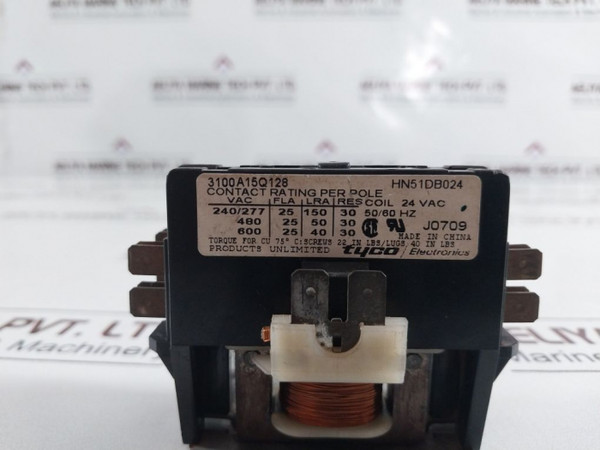 3100A15Q128 HN51DB024
CONTACT RATING PER POLE
VAC FLA LRA RES COIL 24 VAC
240/277 25 150 30 50/60 HZ
480 25 50 30 J0709
600 25 40 30 MADE IN CHINA
TORQUE FOR CU 75° C:SCREWS 22 IN LBS/LUGS 40 IN LBS
PRODUCTS UNLIMITED tyco Electronics
PVT. LT